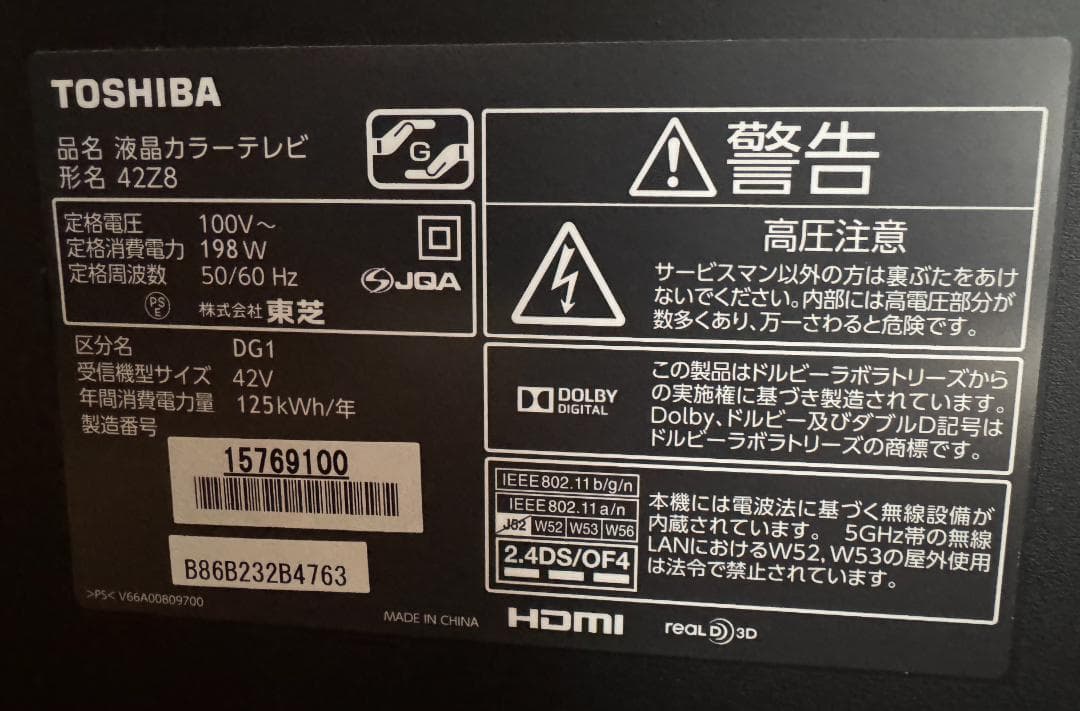 TOSHIBA
品名 液晶カラーテレビ
形名 42Z8
G
定格電圧 100V～
定格消費電力 198W
定格周波数 50/60 Hz
JQA
PS
E
株式会社 東芝
区分名 DG1
受信機型サイズ 42V
年間消費電力量 125kWh/年
製造番号
15769100
B86B232B4763
>PS< V66A00809700
MADE IN CHINA
警告
高圧注意
サービスマン以外の方は裏ぶたをあけ
ないでください。内部には高電圧部分が
数多くあり、万一さわると危険です。
DOLBY
DIGITAL
この製品はドルビーラボラトリーズから
の実施権に基づき製造されています。
Dolby、ドルビー及びダブルD記号は
ドルビーラボラトリーズの商標です。
IEEE802.11b/g/n
IEEE802.11a/n
J52 W52 W53 W56
2.4DS/OF4
本機には電波法に基づく無線設備が
内蔵されています。 5GHz帯の無線
LANにおけるW52, W53の屋外使用
は法令で禁止されています。
HDMI
REAL D 3D